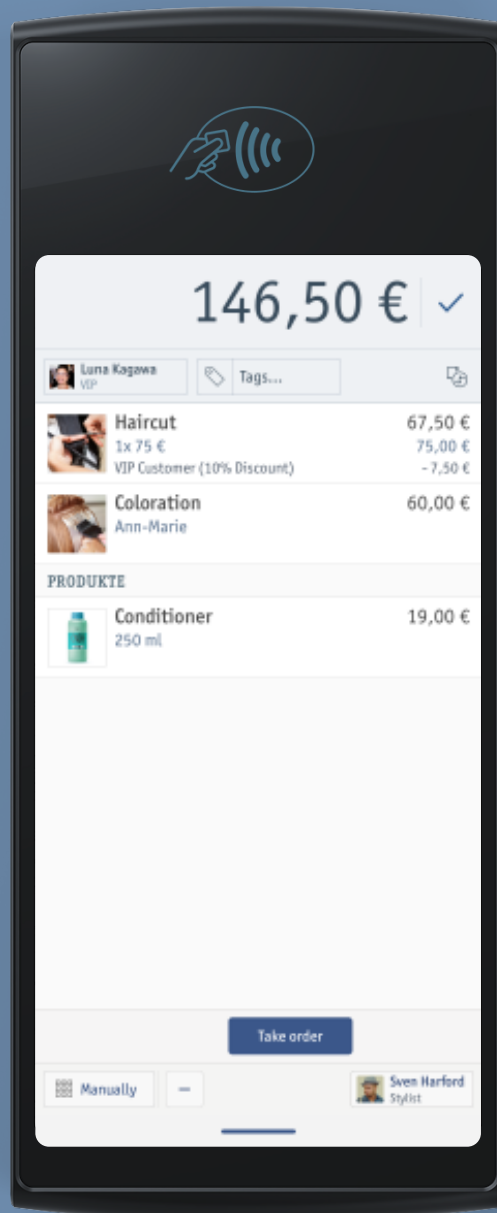 146,50 €
Luna Kagawa
VIP
Tags...
Haircut 67,50 €
1x 75 € 75,00 €
VIP Customer (10% Discount) - 7,50 €
Coloration 60,00 €
Ann-Marie
PRODUKTE
Conditioner 19,00 €
250 ml
Take order
Manually –
Sven Harford
Stylist